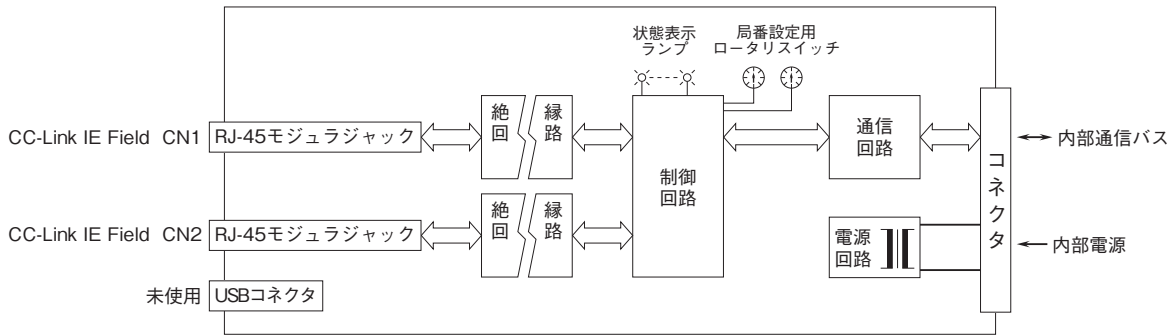 状態表示
ランプ
局番設定用
ロータリスイッチ
CC-Link IE Field CN1
RJ-45モジュラジャック
絶縁
回路
制御
回路
通信
回路
コネクタ
内部通信バス
CC-Link IE Field CN2
RJ-45モジュラジャック
絶縁
回路
電源
回路
内部電源
未使用
USBコネクタ